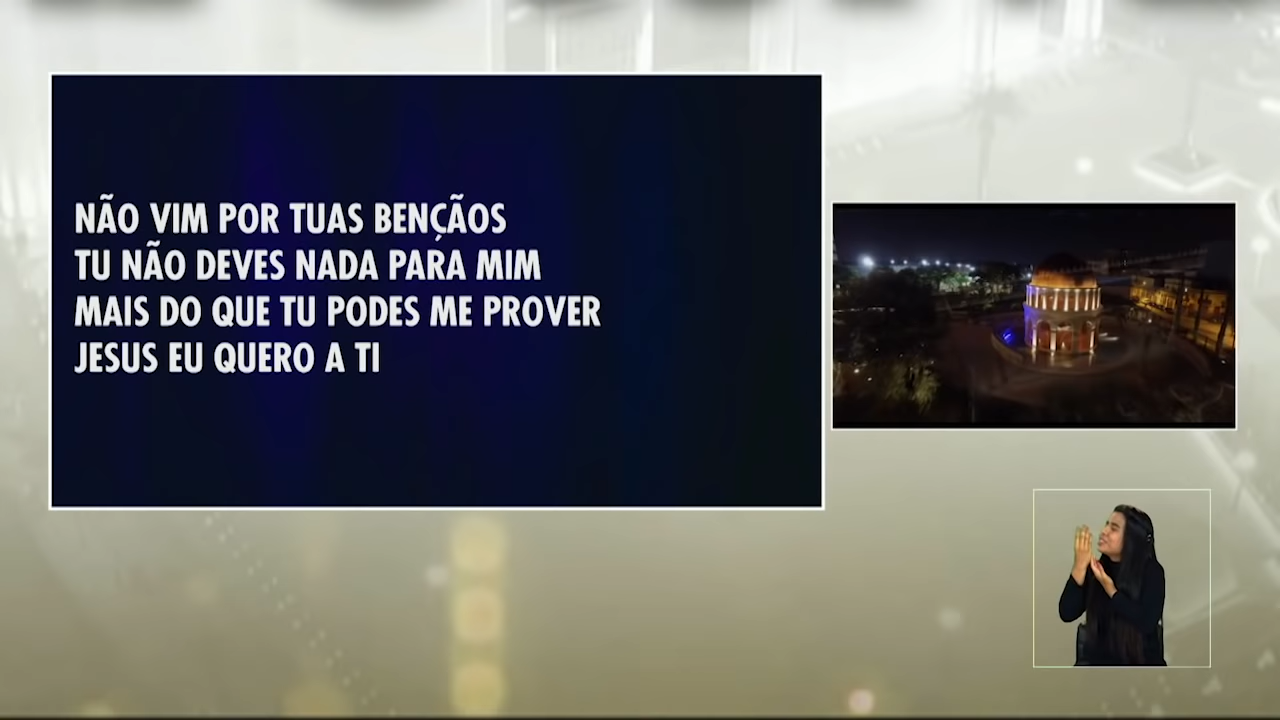 NÃO VIM POR TUAS BENÇÃOS
TU NÃO DEVES NADA PARA MIM
MAIS DO QUE TU PODES ME PROVER
JESUS EU QUERO A TI